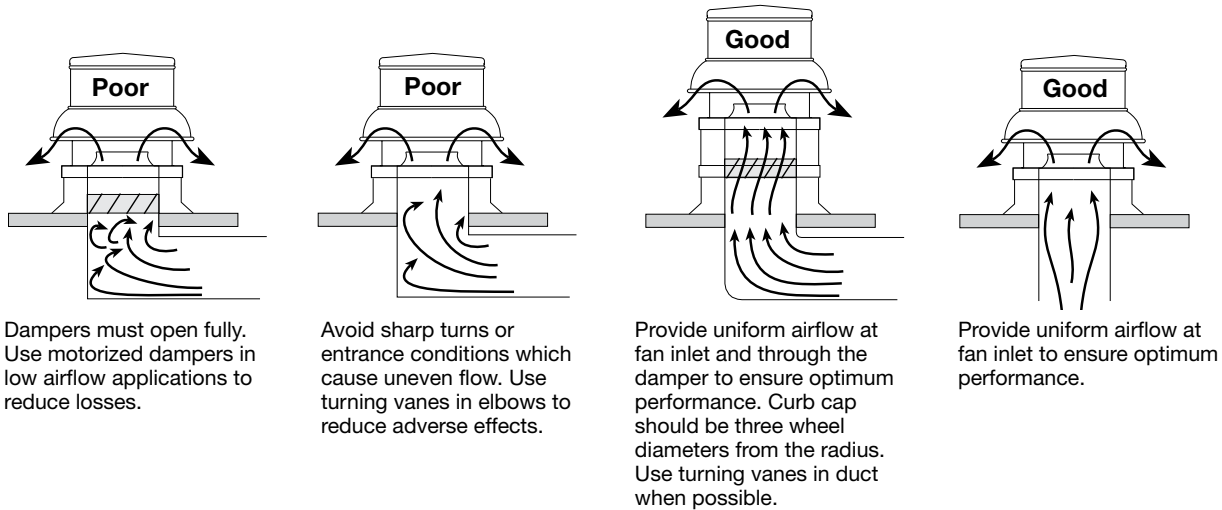 Poor
Dampers must open fully.
Use motorized dampers in
low airflow applications to
reduce losses.
Poor
Avoid sharp turns or
entrance conditions which
cause uneven flow. Use
turning vanes in elbows to
reduce adverse effects.
Good
Provide uniform airflow at
fan inlet and through the
damper to ensure optimum
performance. Curb cap
should be three wheel
diameters from the radius.
Use turning vanes in duct
when possible.
Good
Provide uniform airflow at
fan inlet to ensure optimum
performance.